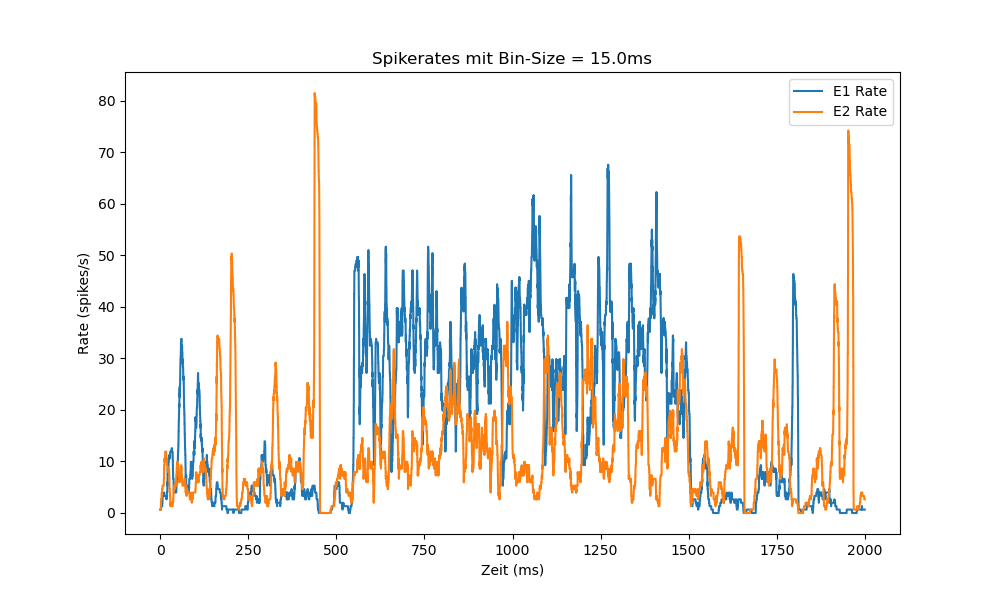 Spikerates mit Bin-Size = 15.0ms
E1 Rate
E2 Rate
80
70
60
50
40
30
20
10
0
Rate (spikes/s)
0 250 500 750 1000 1250 1500 1750 2000
Zeit (ms)